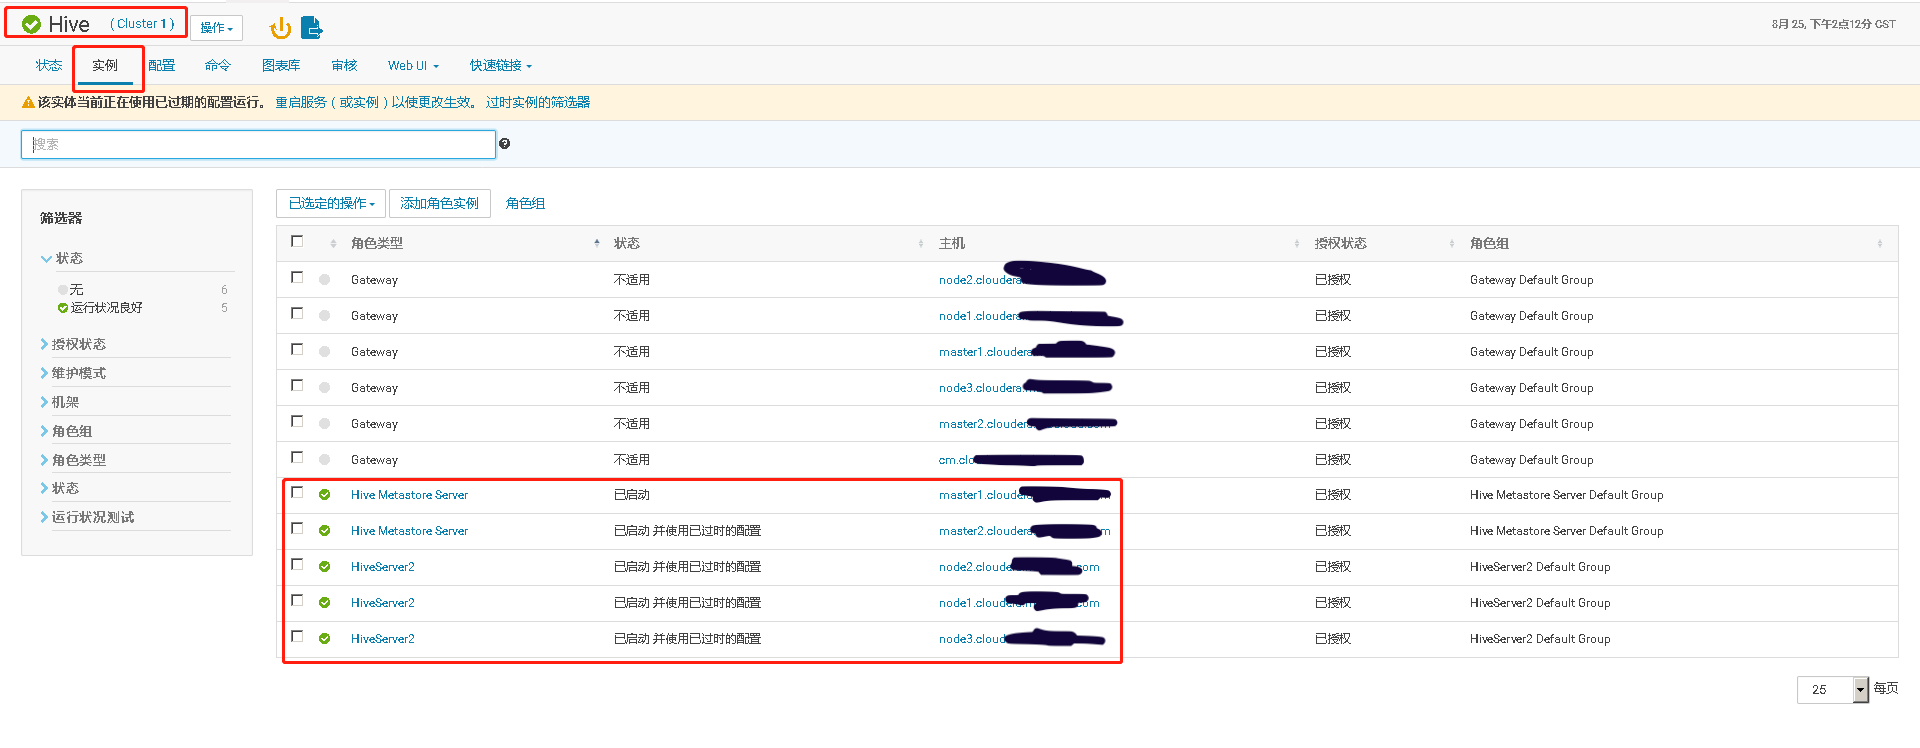 Hive ( Cluster 1 ) 操作 8月 25, 下午2点12分 CST
状态 实例 配置 命令 图表库 审核 Web UI 快速链接
该实体当前正在使用已过期的配置运行。 重启服务 ( 或实例 ) 以使更改生效。 过时实例的筛选器
搜索
筛选器
状态
无 6
运行状况良好 5
授权状态
维护模式
机架
角色组
角色类型
状态
运行状况测试
已选定的操作 添加角色实例 角色组
角色类型 状态 主机 授权状态 角色组
Gateway 不适用 node2.cloudera 已授权 Gateway Default Group
Gateway 不适用 node1.cloudera 已授权 Gateway Default Group
Gateway 不适用 master1.cloudera 已授权 Gateway Default Group
Gateway 不适用 node3.cloudera 已授权 Gateway Default Group
Gateway 不适用 master2.cloudera 已授权 Gateway Default Group
Gateway 不适用 cm.clo 已授权 Gateway Default Group
Hive Metastore Server 已启动 master1.cloudera 已授权 Hive Metastore Server Default Group
Hive Metastore Server 已启动 并使用已过时的配置 master2.cloudera 已授权 Hive Metastore Server Default Group
HiveServer2 已启动 并使用已过时的配置 node2.cloude com 已授权 HiveServer2 Default Group
HiveServer2 已启动 并使用已过时的配置 node1.cloude com 已授权 HiveServer2 Default Group
HiveServer2 已启动 并使用已过时的配置 node3.cloud 已授权 HiveServer2 Default Group
25 每页